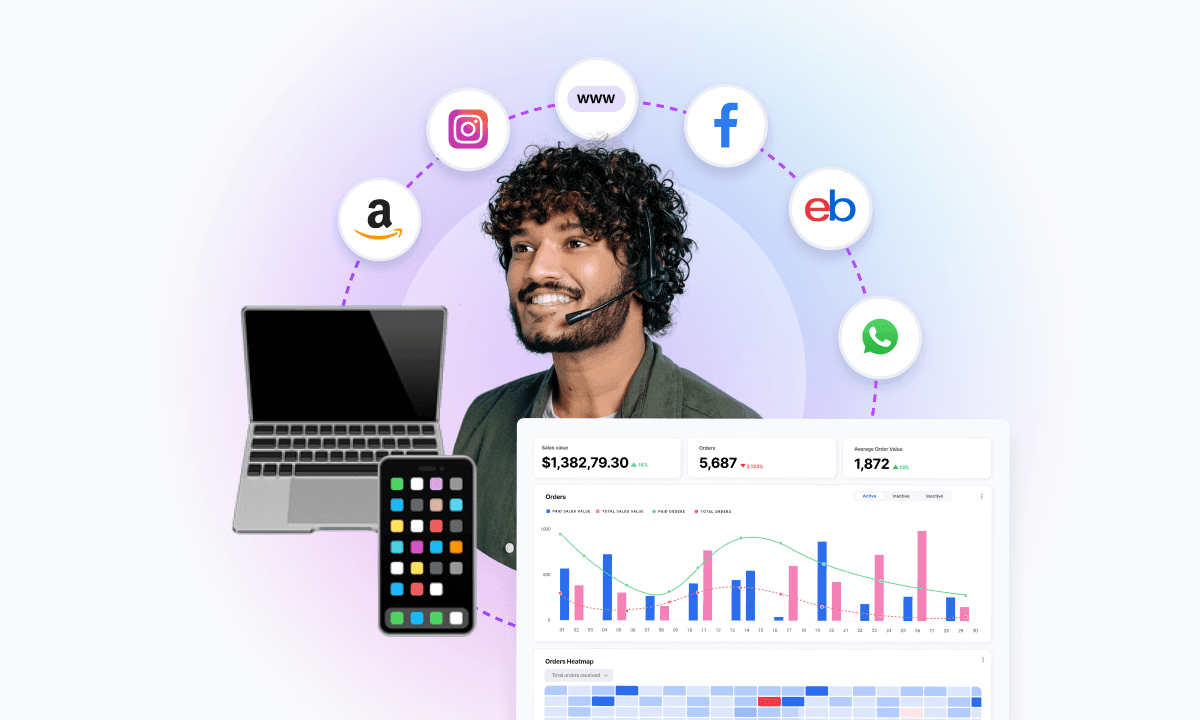 www
a
f
eb
Sales value
$1,382,79.30 ▲ 16%
Orders
5,687 ▼ 2.123%
Average Order Value
1,872 ▲ 13%
Orders
Active Inactive Inactive
PAID SALES VALUE TOTAL SALES VALUE PAID ORDERS TOTAL ORDERS
1000
500
0
01 02 03 04 05 06 07 08 09 10 11 12 13 14 15 16 17 18 19 20 21 22 23 24 25 26 27 28 29 30
Orders Heatmap
Total orders received